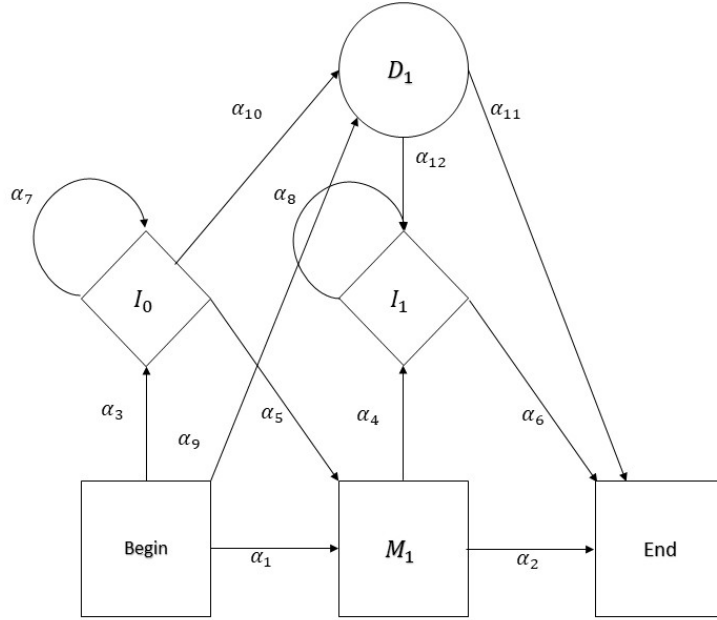 D₁
α₁₀
α₁₁
α₁₂
α₇
α₈
I₀
I₁
α₃
α₉
α₅
α₄
α₆
Begin
α₁
M₁
α₂
End